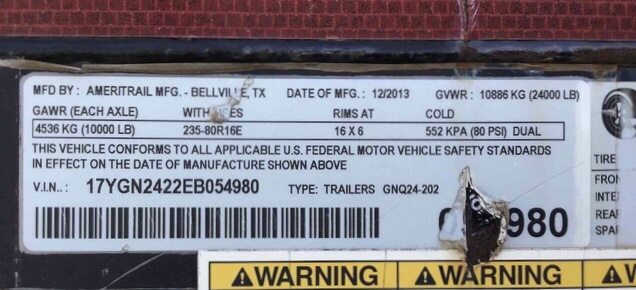 MFD BY : AMERITRAIL MFG. - BELLVILLE, TX DATE OF MFG. : 12/2013 GVWR : 10886 KG (24000 LB)
GAWR (EACH AXLE) WITH TIRES RIMS AT COLD
4536 KG (10000 LB) 235-80R16E 16 X 6 552 KPA (80 PSI) DUAL
THIS VEHICLE CONFORMS TO ALL APPLICABLE U.S. FEDERAL MOTOR VEHICLE SAFETY STANDARDS
IN EFFECT ON THE DATE OF MANUFACTURE SHOWN ABOVE
V.I.N.. : 17YGN2422EB054980 TYPE: TRAILERS GNQ24-202
980
TIRE
FRO
INTE
REAR
SPA
WARNING WARNING W